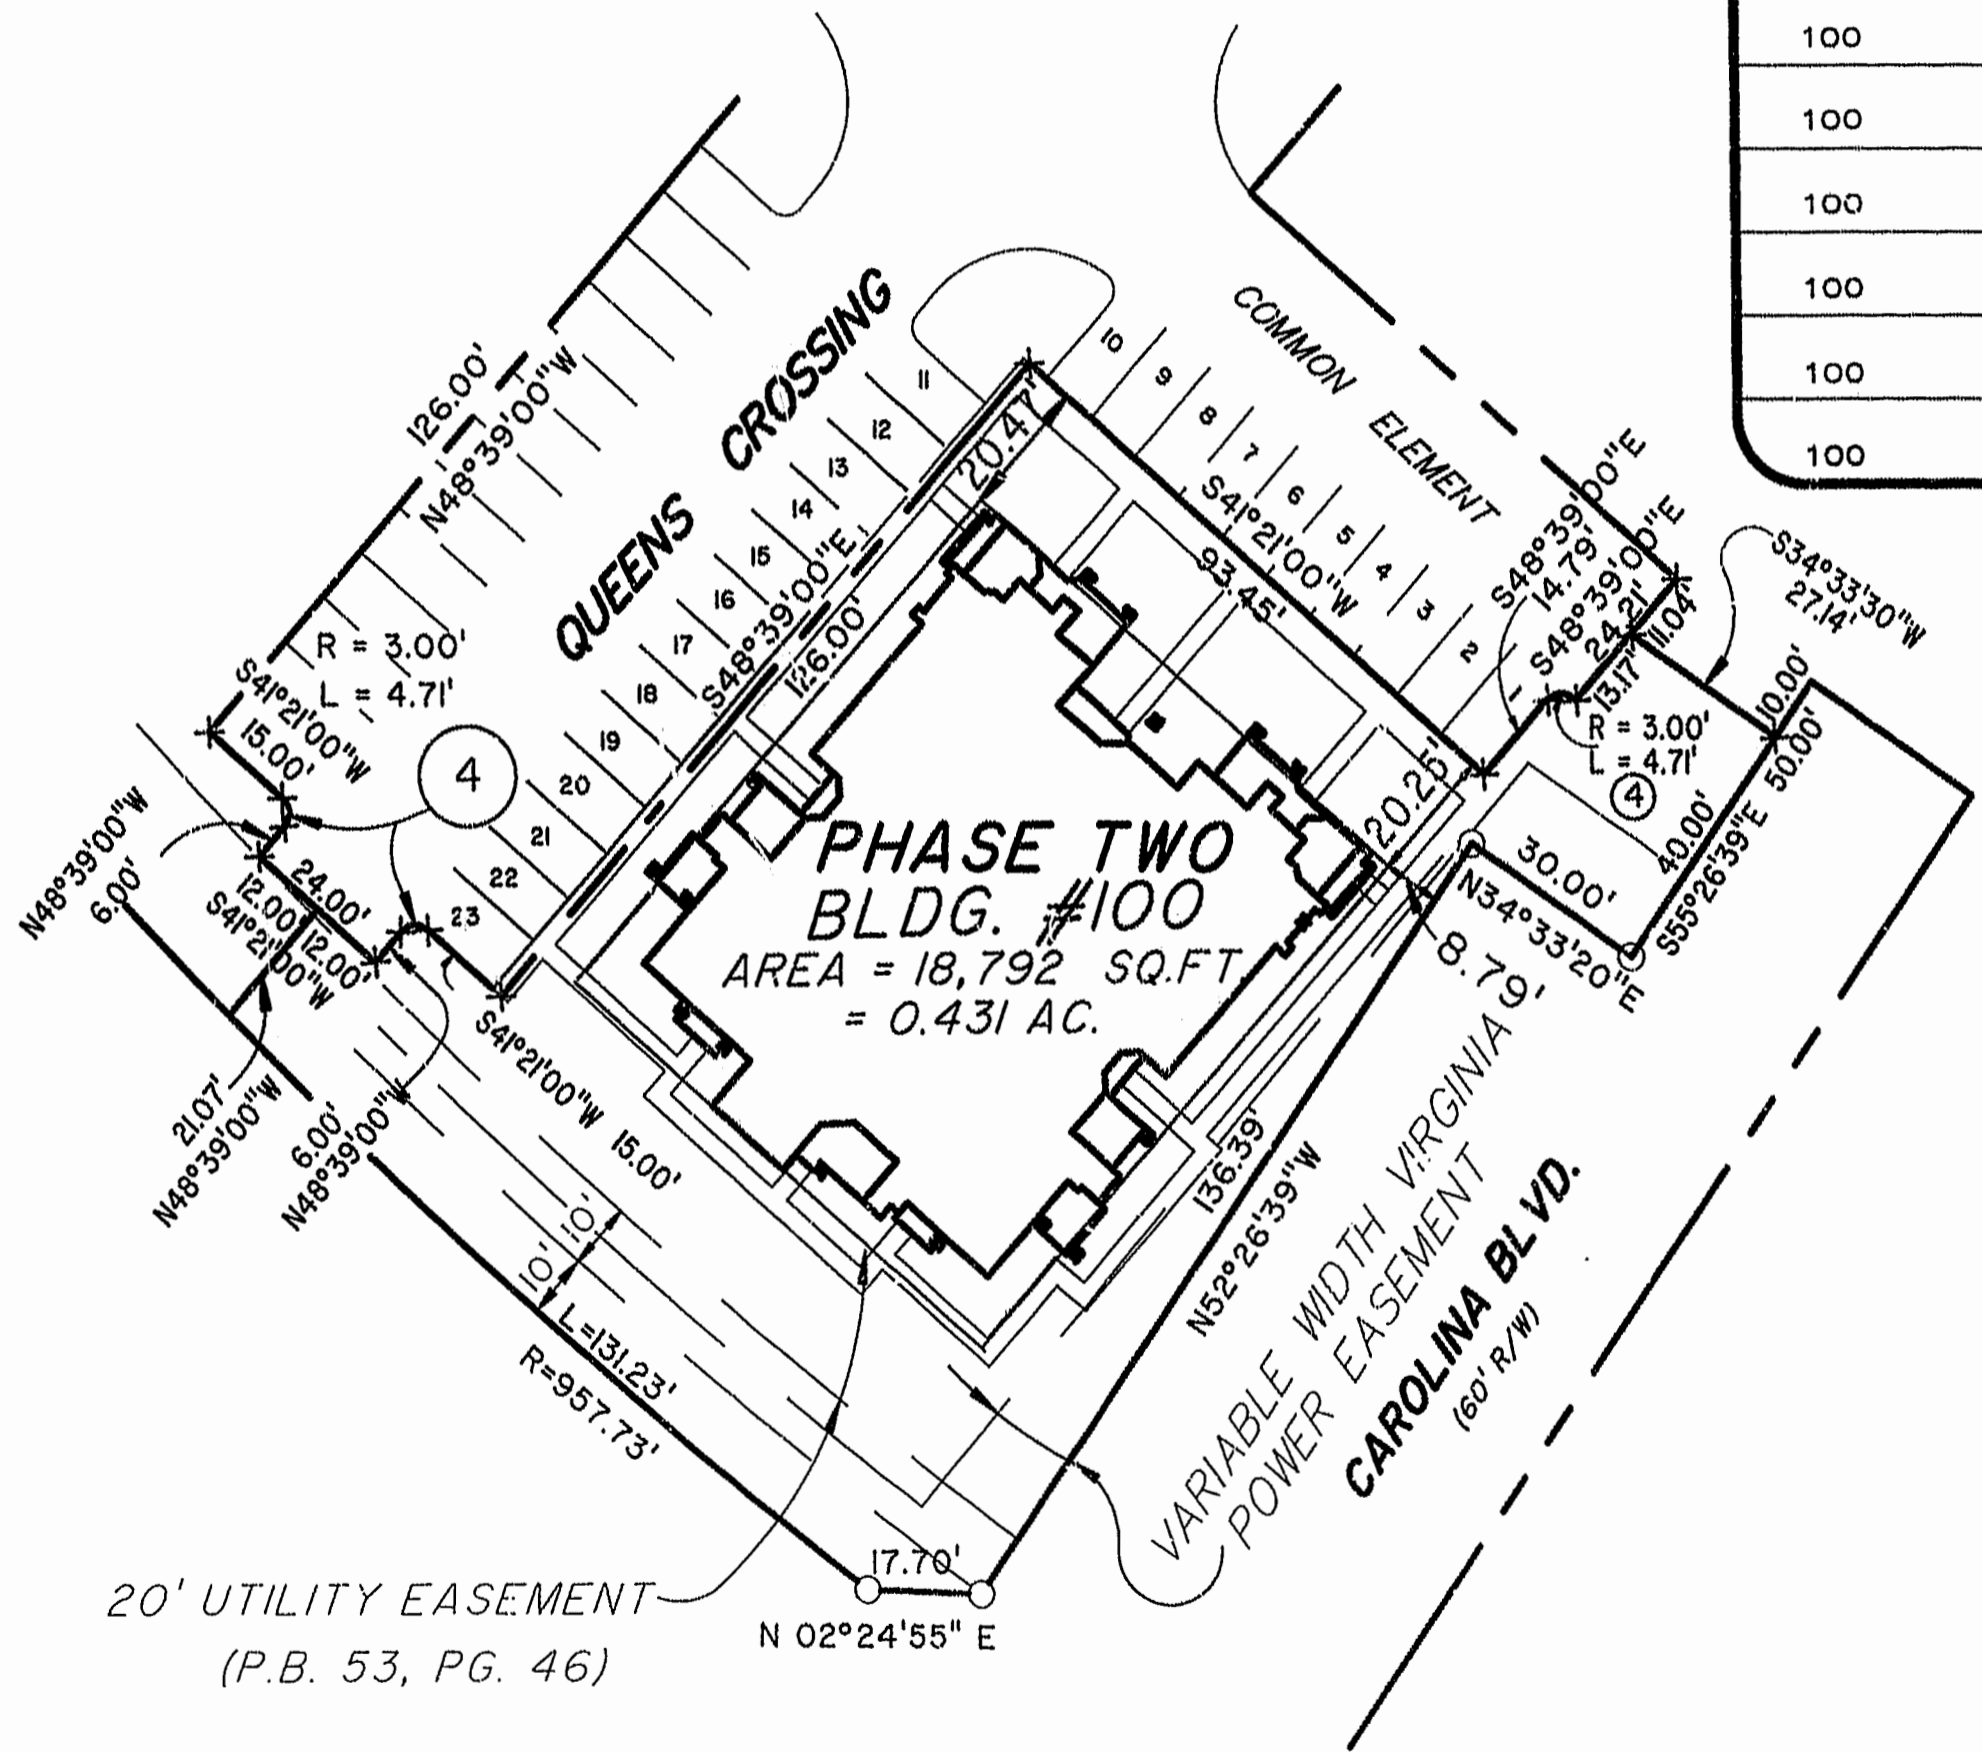 100
100
100
100
100
100
QUEENS CROSSING
COMMON ELEMENT
126.00'
N48°39'00"W
10
9
8
7
6
5
4
3
2
1
11
12
13
14
15
16
17
18
19
20
21
22
23
20.47'
S41°21'00"W
93.45'
S48°39'00"E
126.00'
S48°39'00"E
14.79'
S48°39'00"E
24.21'
11.04'
13.17'
S34°33'30"W
27.14'
10.00'
50.00'
R = 3.00'
L = 4.71'
4
40.00'
S55°26'39"E
30.00'
N34°33'20"E
20.25'
8.79'
R = 3.00'
L = 4.71'
S41°21'00"W
15.00'
4
N48°39'00"W
6.00'
24.00'
12.00'
12.00'
S41°21'00"W
21.07'
N48°39'00"W
6.00'
N48°39'00"W
S41°21'00"W 15.00'
PHASE TWO
BLDG. #100
AREA = 18,792 SQ.FT
= 0.431 AC.
10'
10'
L=131.23'
R=957.73'
136.39'
N52°26'39"W
VARIABLE WIDTH VIRGINIA
POWER EASEMENT
CAROLINA BLVD.
(60' R/W)
17.70'
N 02°24'55" E
20' UTILITY EASEMENT
(P.B. 53, PG. 46)